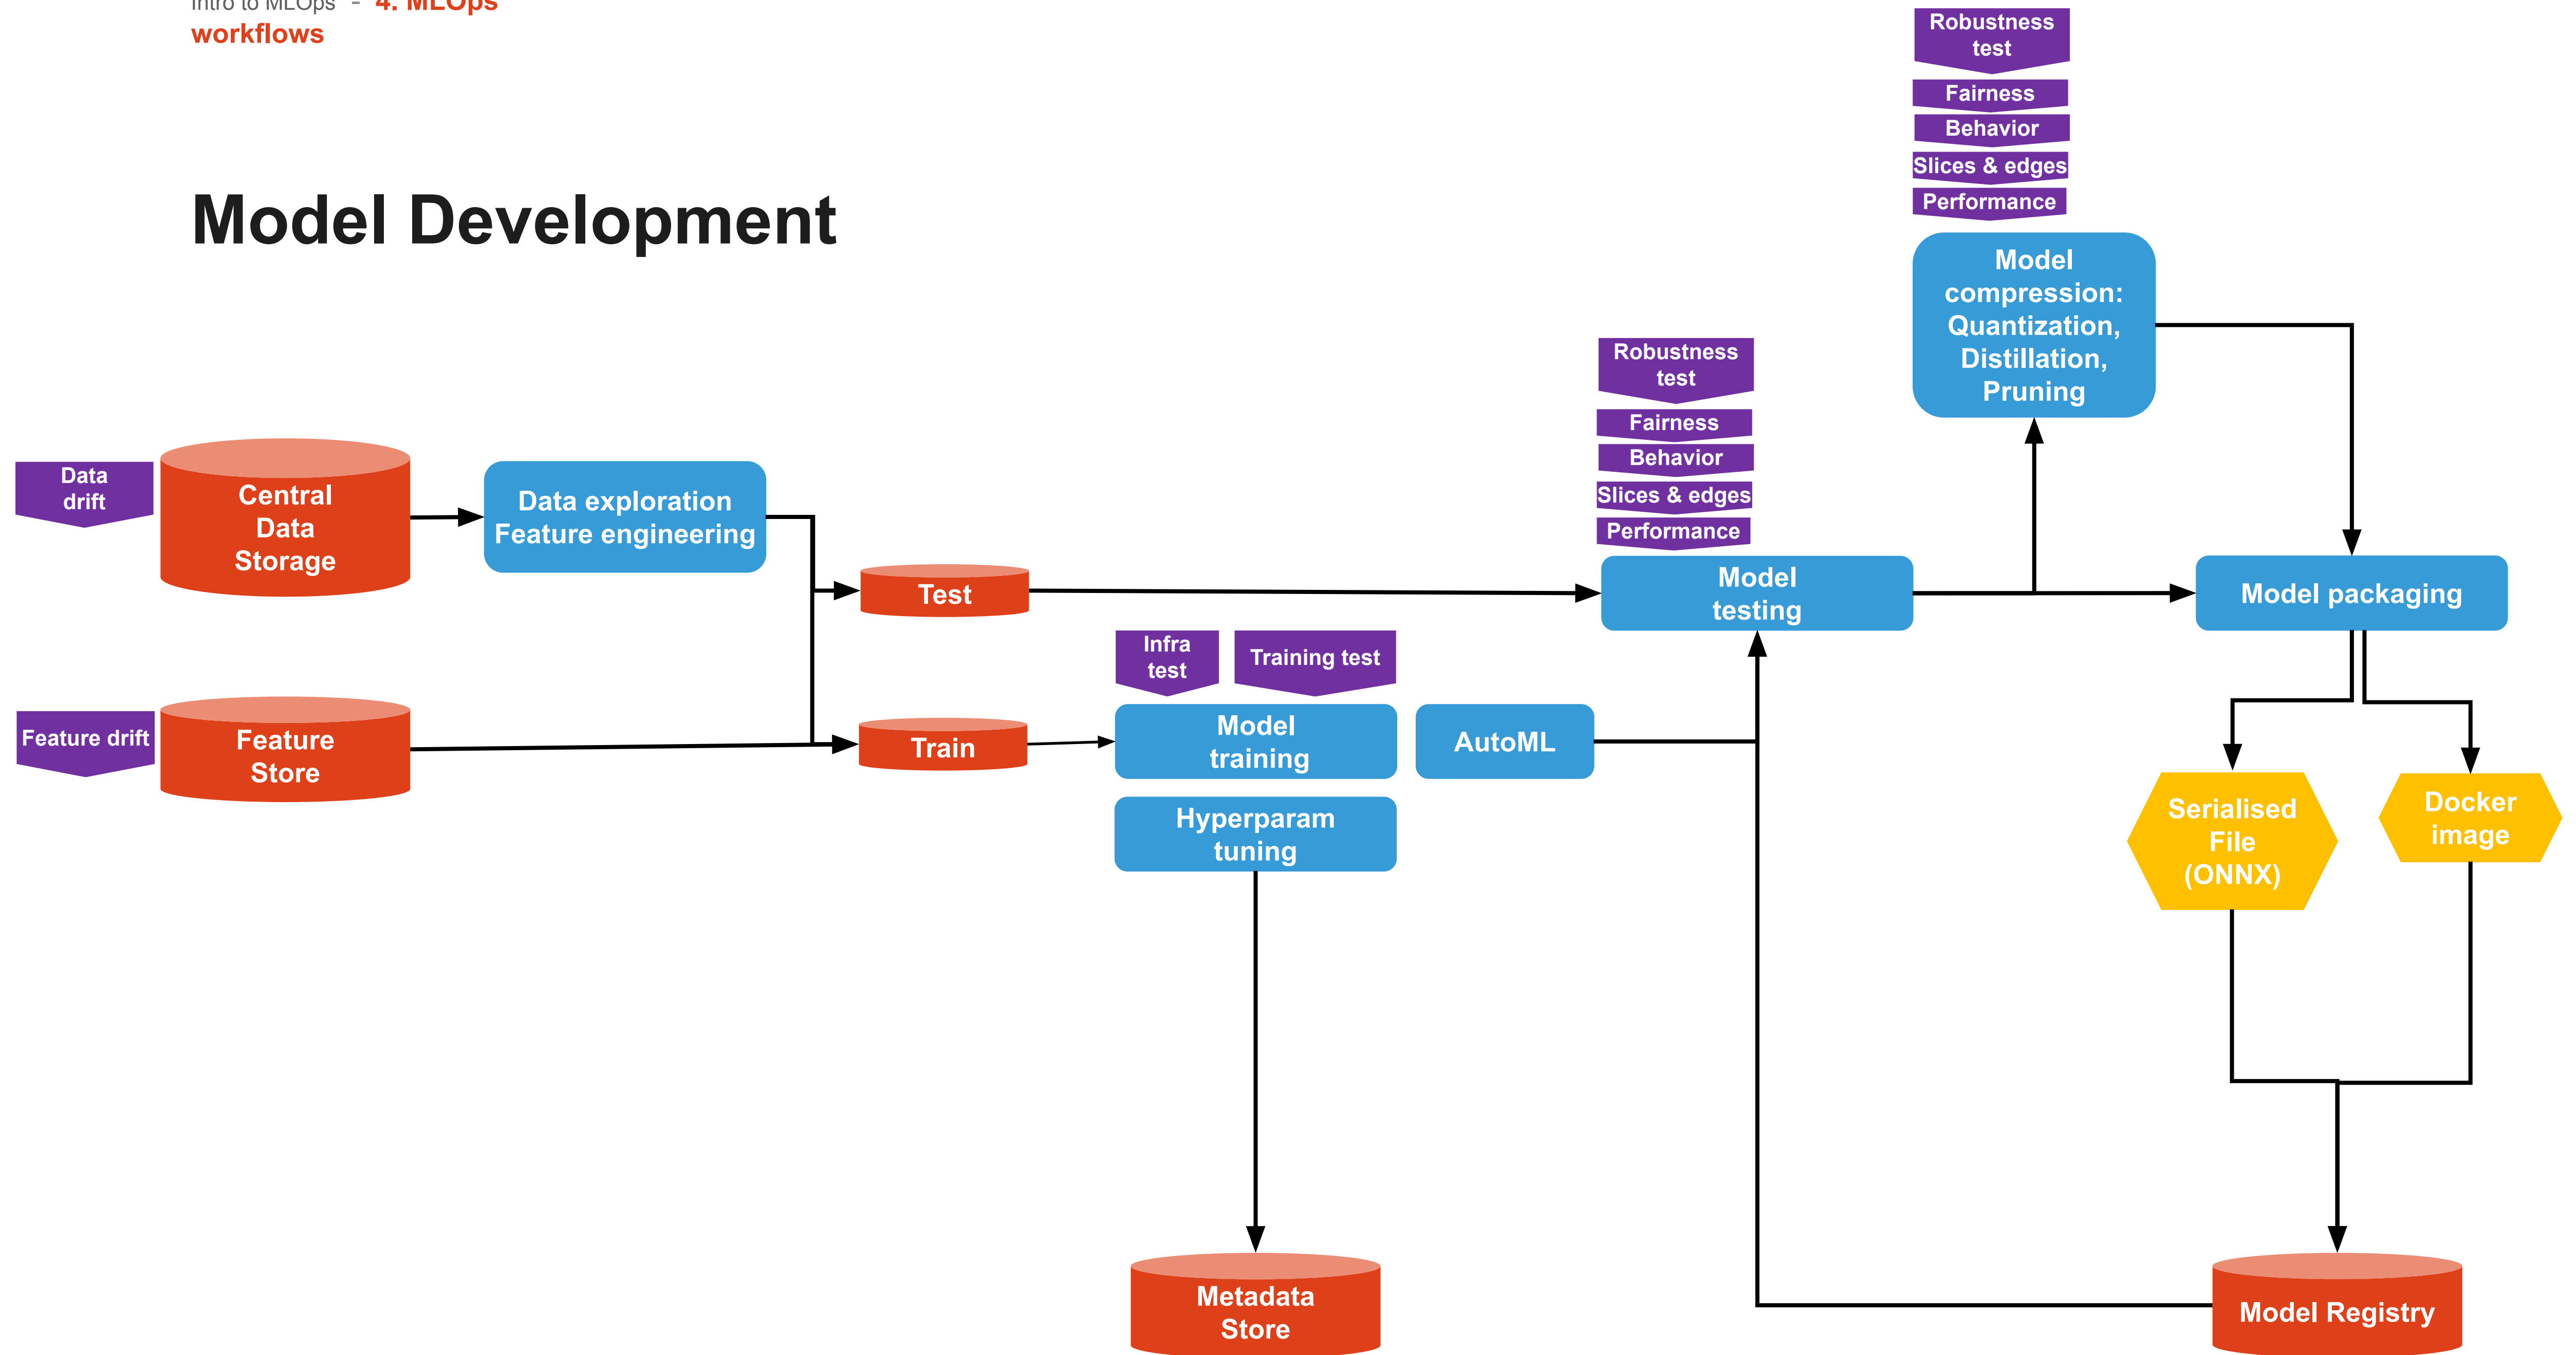 Intro to MLOps - 4. MLOps
workflows
Model Development
Robustness
test
Fairness
Behavior
Slices & edges
Performance
Model
compression:
Quantization,
Distillation,
Pruning
Robustness
test
Fairness
Behavior
Slices & edges
Performance
Data
drift
Central
Data
Storage
Data exploration
Feature engineering
Test
Model
testing
Model packaging
Infra
test
Training test
Feature drift
Feature
Store
Train
Model
training
AutoML
Hyperparam
tuning
Serialised
File
(ONNX)
Docker
image
Metadata
Store
Model Registry